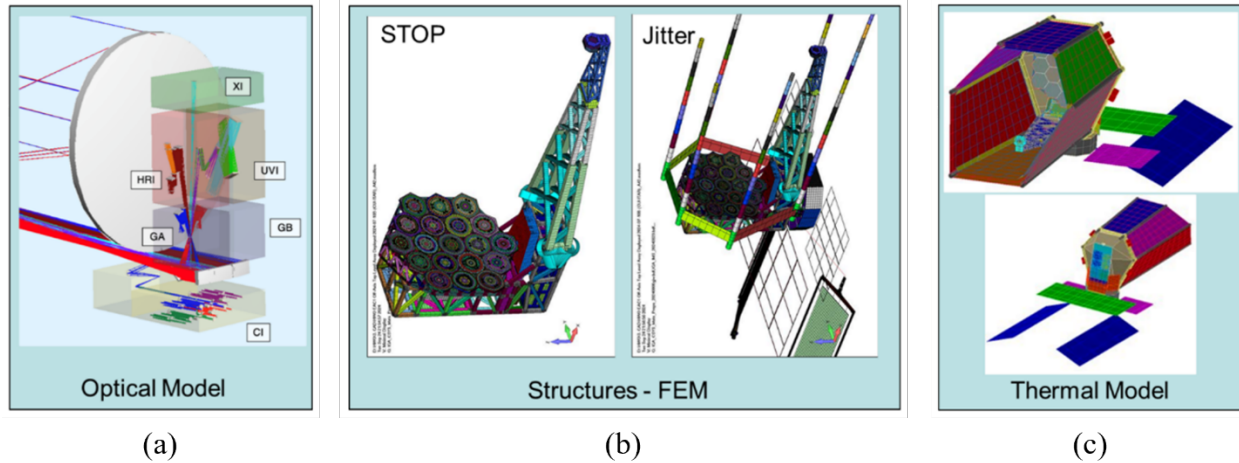 XI
HRI
UVI
GA
GB
CI
Optical Model
STOP
Jitter
Structures - FEM
Thermal Model
(a)
(b)
(c)